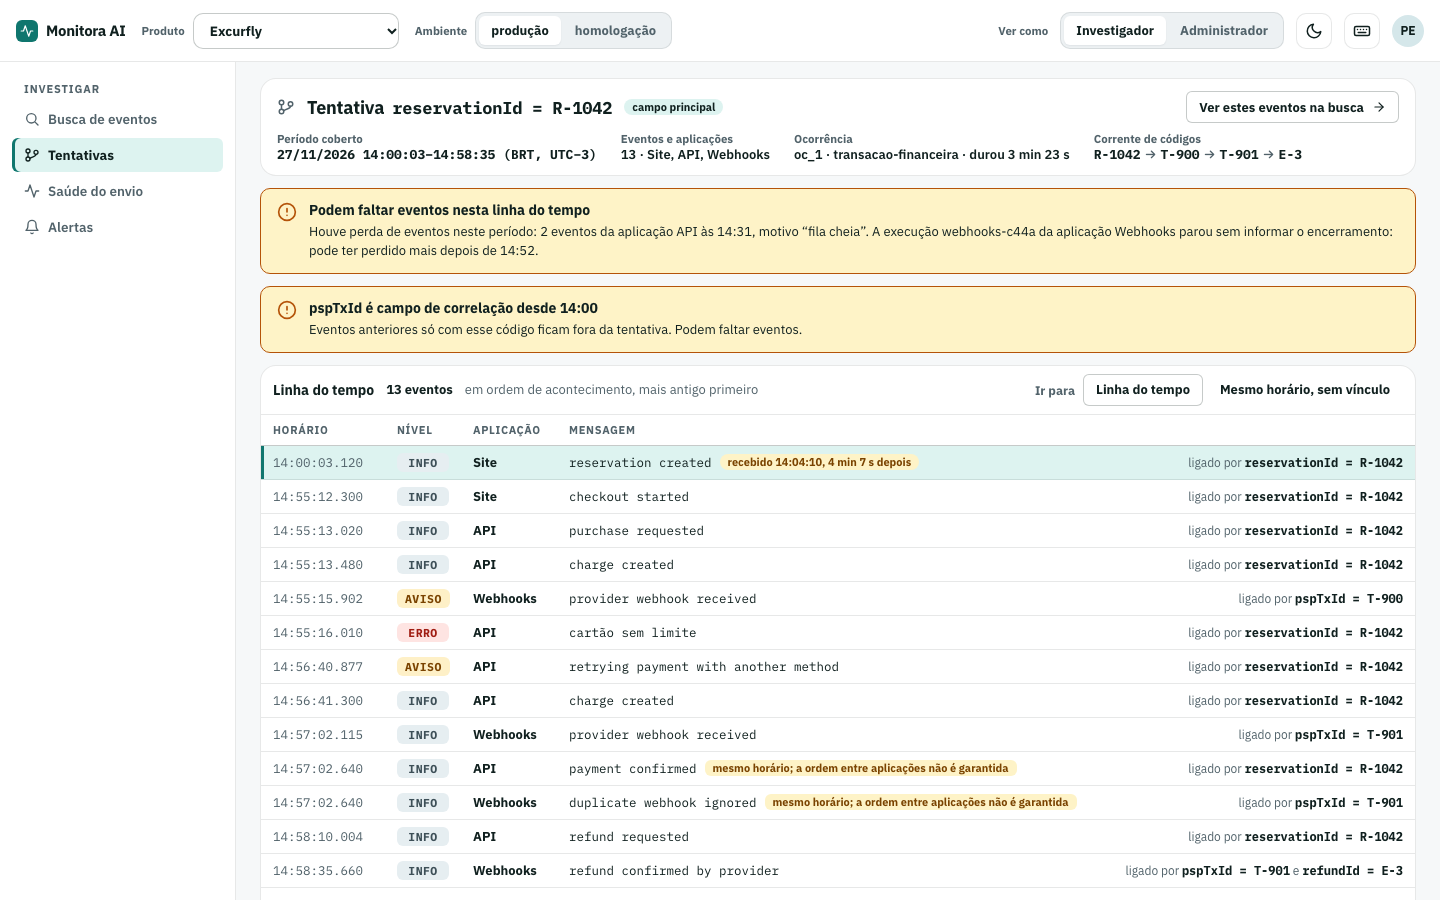 Monitora AI Produto Excurfly Ambiente produção homologação Ver como Investigador Administrador PE
INVESTIGAR
Busca de eventos
Tentativas
Saúde do envio
Alertas
Tentativa reservationId = R-1042 campo principal Ver estes eventos na busca →
Período coberto Eventos e aplicações Ocorrência Corrente de códigos
27/11/2026 14:00:03–14:58:35 (BRT, UTC−3) 13 · Site, API, Webhooks oc_1 · transacao-financeira · durou 3 min 23 s R-1042 → T-900 → T-901 → E-3
Podem faltar eventos nesta linha do tempo
Houve perda de eventos neste período: 2 eventos da aplicação API às 14:31, motivo “fila cheia”. A execução webhooks-c44a da aplicação Webhooks parou sem informar o encerramento:
pode ter perdido mais depois de 14:52.
pspTxId é campo de correlação desde 14:00
Eventos anteriores só com esse código ficam fora da tentativa. Podem faltar eventos.
Linha do tempo 13 eventos em ordem de acontecimento, mais antigo primeiro Ir para Linha do tempo Mesmo horário, sem vínculo
HORÁRIO NÍVEL APLICAÇÃO MENSAGEM
14:00:03.120 INFO Site reservation created recebido 14:04:10, 4 min 7 s depois ligado por reservationId = R-1042
14:55:12.300 INFO Site checkout started ligado por reservationId = R-1042
14:55:13.020 INFO API purchase requested ligado por reservationId = R-1042
14:55:13.480 INFO API charge created ligado por reservationId = R-1042
14:55:15.902 AVISO Webhooks provider webhook received ligado por pspTxId = T-900
14:55:16.010 ERRO API cartão sem limite ligado por reservationId = R-1042
14:56:40.877 AVISO API retrying payment with another method ligado por reservationId = R-1042
14:56:41.300 INFO API charge created ligado por reservationId = R-1042
14:57:02.115 INFO Webhooks provider webhook received ligado por pspTxId = T-901
14:57:02.640 INFO API payment confirmed mesmo horário; a ordem entre aplicações não é garantida ligado por reservationId = R-1042
14:57:02.640 INFO Webhooks duplicate webhook ignored mesmo horário; a ordem entre aplicações não é garantida ligado por pspTxId = T-901
14:58:10.004 INFO API refund requested ligado por reservationId = R-1042
14:58:35.660 INFO Webhooks refund confirmed by provider ligado por pspTxId = T-901 e refundId = E-3